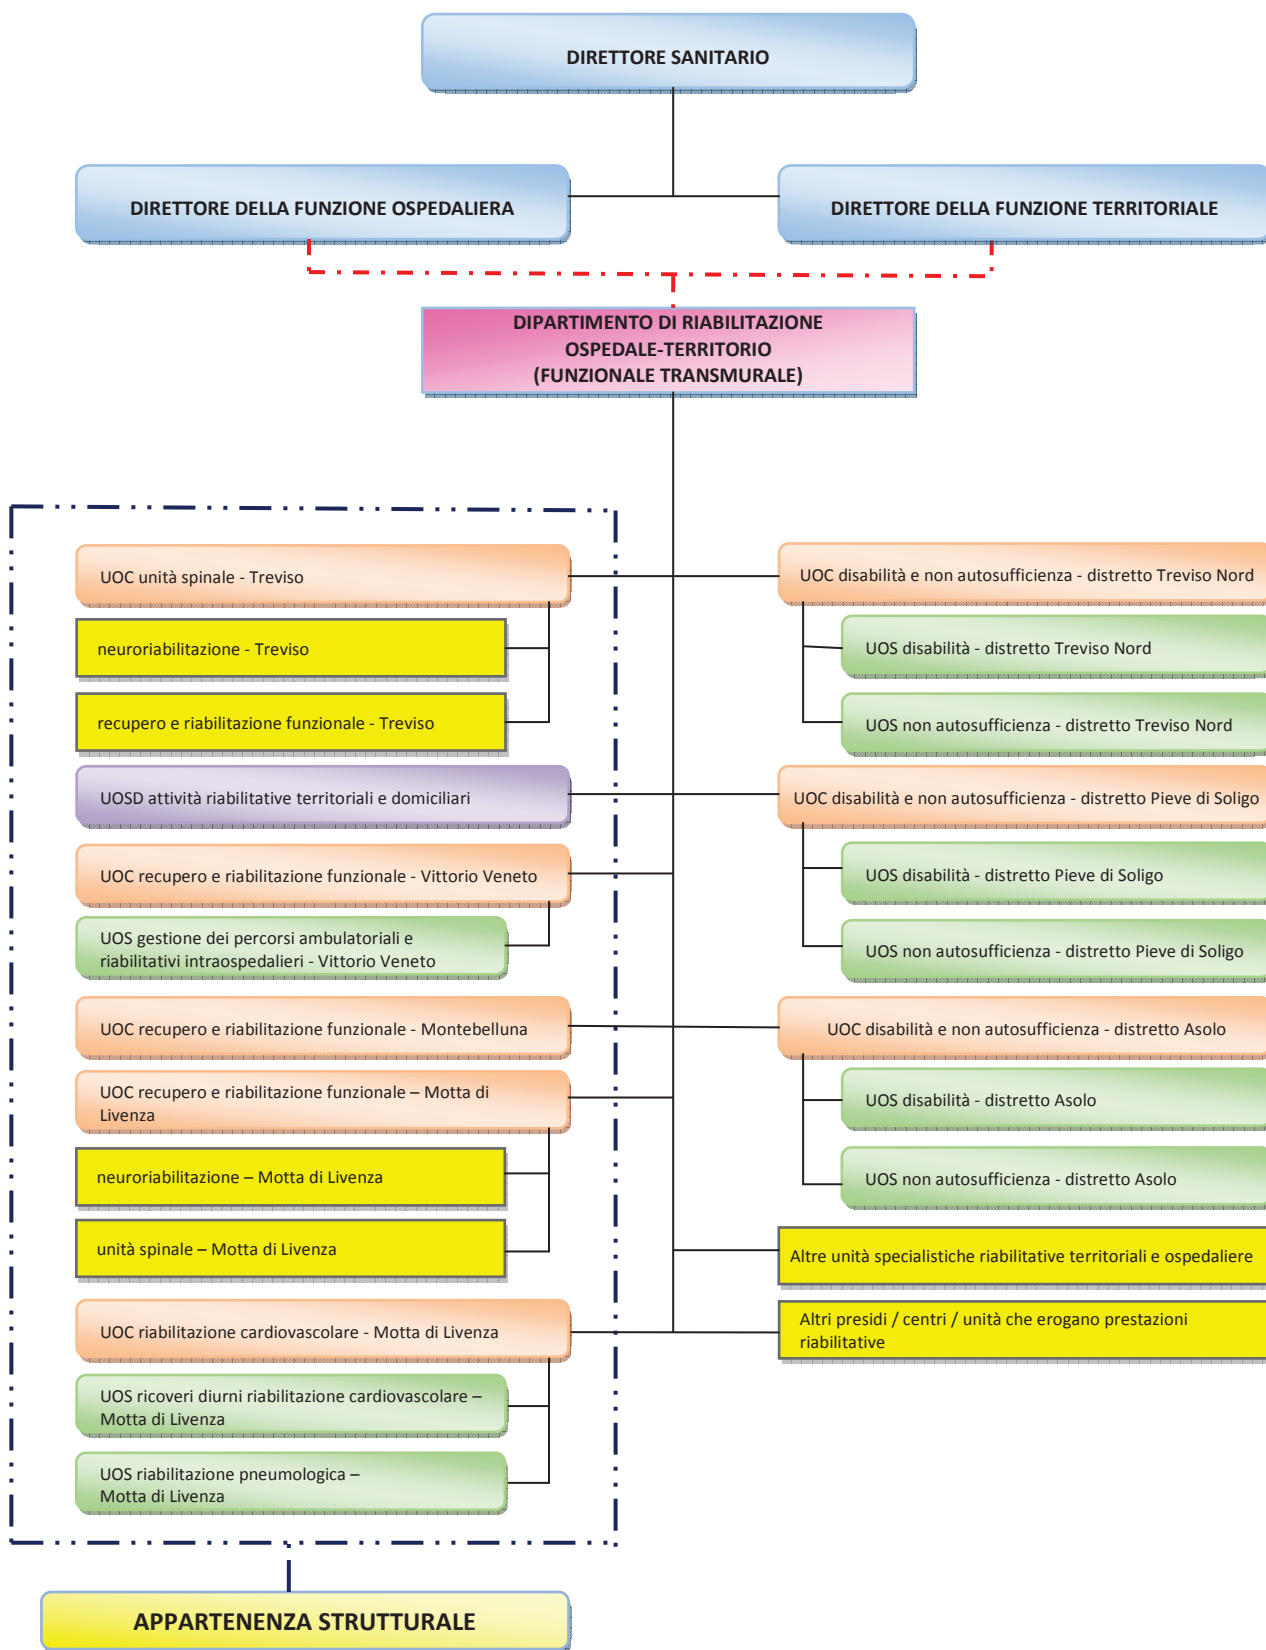 DIRETTORE SANITARIO
DIRETTORE DELLA FUNZIONE OSPEDALIERA
DIRETTORE DELLA FUNZIONE TERRITORIALE
DIPARTIMENTO DI RIABILITAZIONE
OSPEDALE-TERRITORIO
(FUNZIONALE TRANSMURALE)
UOC unità spinale - Treviso
neuroriabilitazione - Treviso
recupero e riabilitazione funzionale - Treviso
UOSD attività riabilitative territoriali e domiciliari
UOC recupero e riabilitazione funzionale - Vittorio Veneto
UOS gestione dei percorsi ambulatoriali e
riabilitativi intraospedalieri - Vittorio Veneto
UOC recupero e riabilitazione funzionale - Montebelluna
UOC recupero e riabilitazione funzionale – Motta di
Livenza
neuroriabilitazione – Motta di Livenza
unità spinale – Motta di Livenza
UOC riabilitazione cardiovascolare - Motta di Livenza
UOS ricoveri diurni riabilitazione cardiovascolare –
Motta di Livenza
UOS riabilitazione pneumologica –
Motta di Livenza
UOC disabilità e non autosufficienza - distretto Treviso Nord
UOS disabilità - distretto Treviso Nord
UOS non autosufficienza - distretto Treviso Nord
UOC disabilità e non autosufficienza - distretto Pieve di Soligo
UOS disabilità - distretto Pieve di Soligo
UOS non autosufficienza - distretto Pieve di Soligo
UOC disabilità e non autosufficienza - distretto Asolo
UOS disabilità - distretto Asolo
UOS non autosufficienza - distretto Asolo
Altre unità specialistiche riabilitative territoriali e ospedaliere
Altri presidi / centri / unità che erogano prestazioni
riabilitative
APPARTENENZA STRUTTURALE